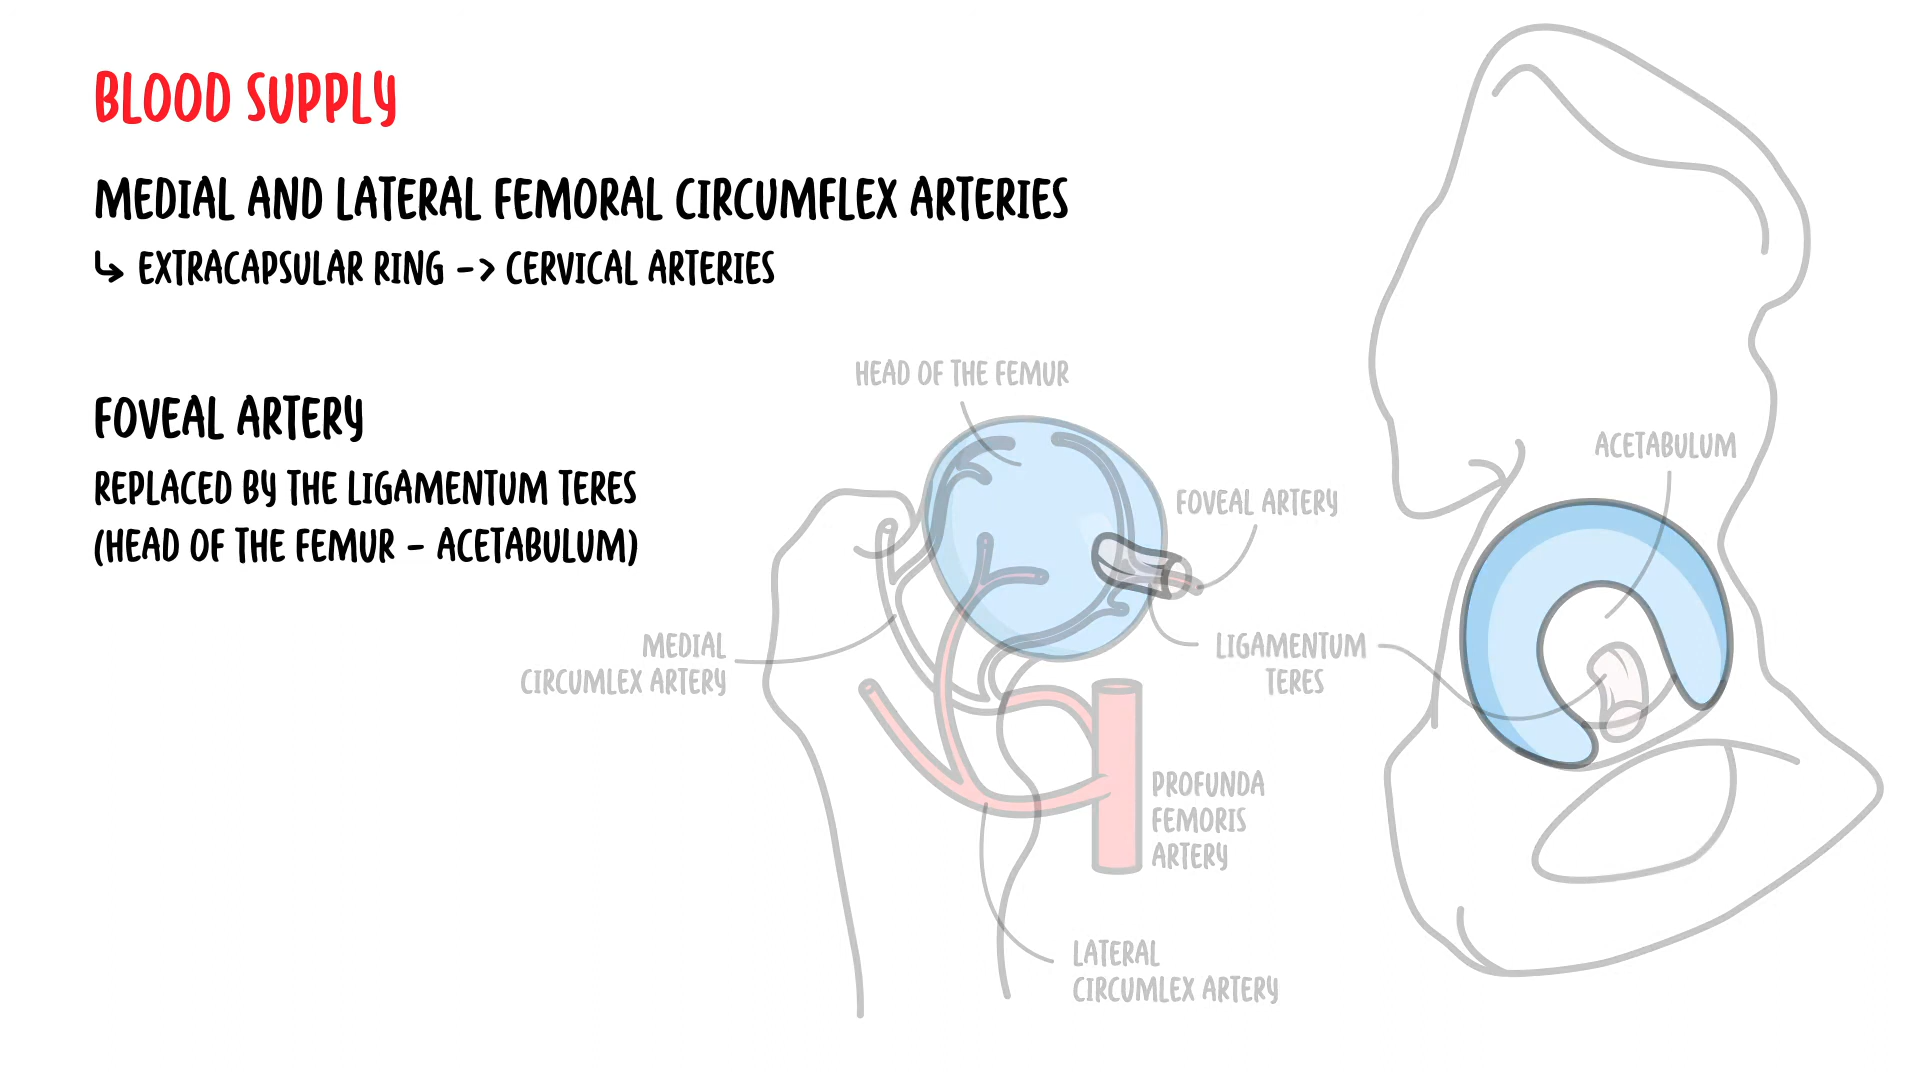 BLOOD SUPPLY
MEDIAL AND LATERAL FEMORAL CIRCUMFLEX ARTERIES
↳ EXTRACAPSULAR RING -> CERVICAL ARTERIES
FOVEAL ARTERY
REPLACED BY THE LIGAMENTUM TERES
(HEAD OF THE FEMUR - ACETABULUM)
HEAD OF THE FEMUR
ACETABULUM
FOVEAL ARTERY
MEDIAL
CIRCUMLEX ARTERY
LIGAMENTUM
TERES
PROFUNDA
FEMORIS
ARTERY
LATERAL
CIRCUMLEX ARTERY